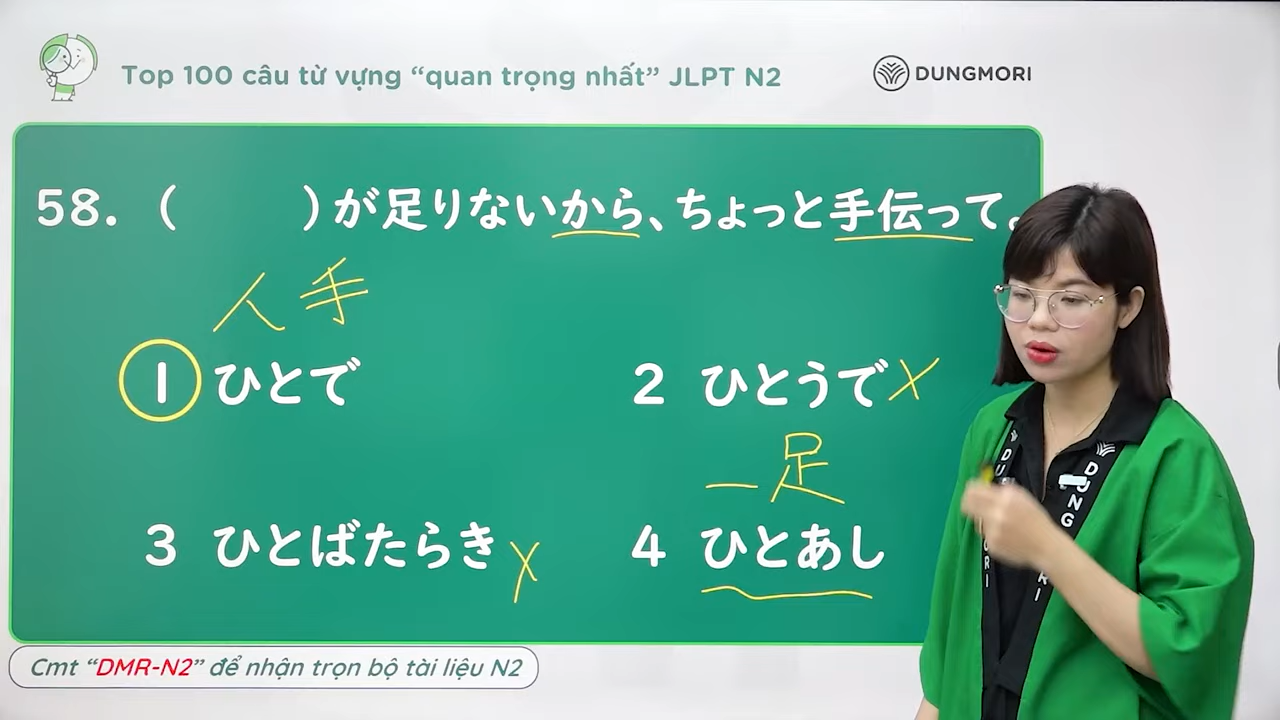 Top 100 câu từ vựng “quan trọng nhất” JLPT N2
DUNGMORI
58. (　　　)が足りないから、ちょっと手伝って。
人手
1 ひとで
2 ひとうで X
一足
3 ひとばたらき X
4 ひとあし
Cmt “DMR-N2” để nhận trọn bộ tài liệu N2